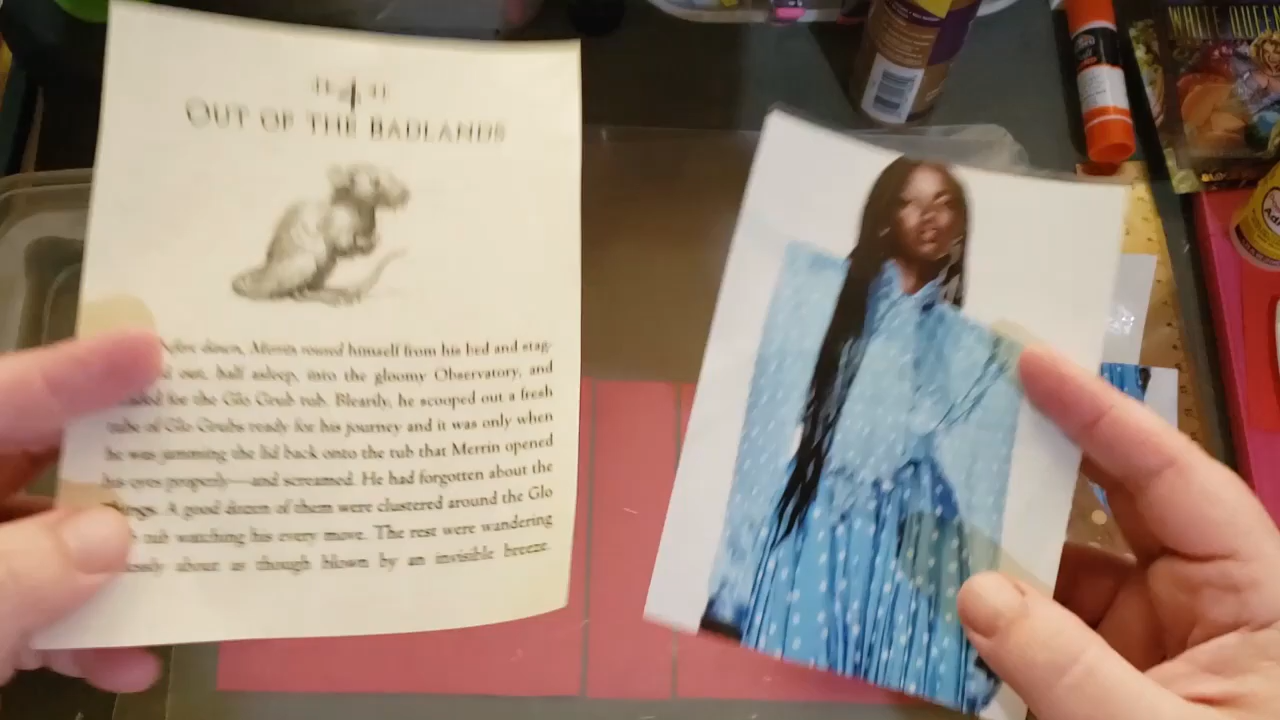 OUT OF THE BADLANDS
before dawn, Merrin roused himself from his bed and stag-
out, half asleep, into the gloomy Observatory, and
for the Glo Grub tub. Blearily, he scooped out a fresh
tube of Glo Grubs ready for his journey and it was only when
he was jamming the lid back onto the tub that Merrin opened
his eyes properly—and screamed. He had forgotten about the
Things. A good dozen of them were clustered around the Glo
tub watching his every move. The rest were wandering
about as though blown by an invisible breeze.
WHITE QUEEN